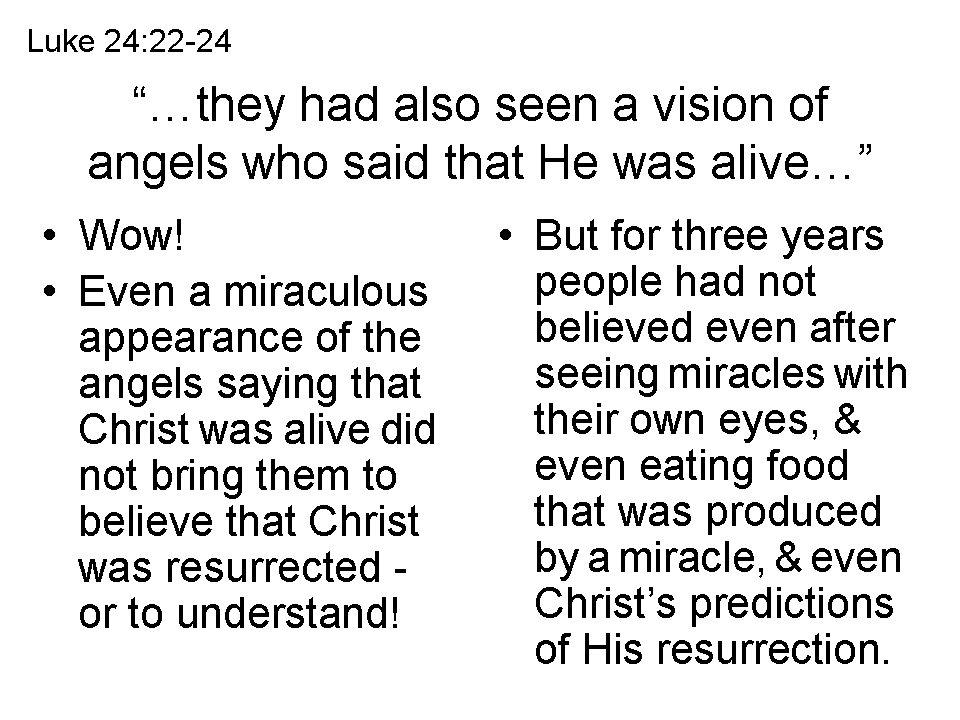 Luke 24:22-24
“…they had also seen a vision of
angels who said that He was alive…”
• Wow!
• Even a miraculous
appearance of the
angels saying that
Christ was alive did
not bring them to
believe that Christ
was resurrected -
or to understand!
• But for three years
people had not
believed even after
seeing miracles with
their own eyes, &
even eating food
that was produced
by a miracle, & even
Christ’s predictions
of His resurrection.